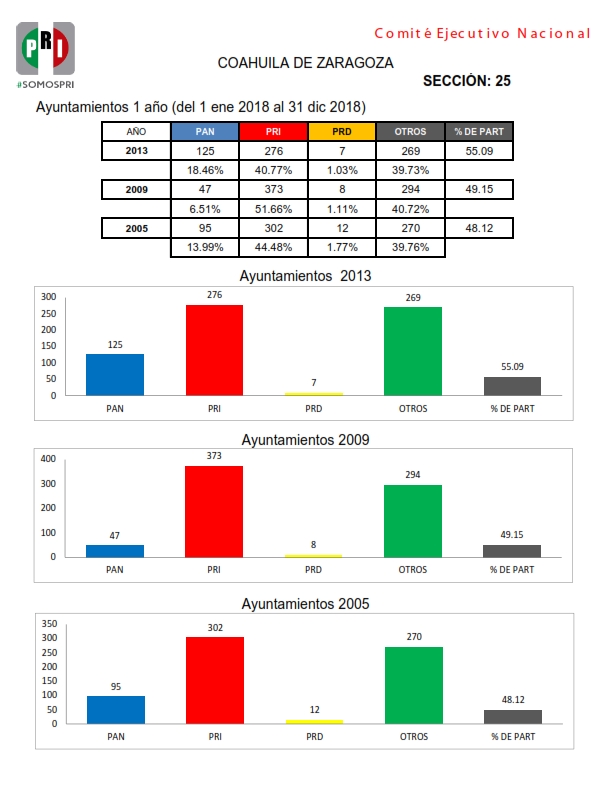 Comité Ejecutivo Nacional
PRI
#SOMOSPRI
COAHUILA DE ZARAGOZA
SECCIÓN: 25
Ayuntamientos 1 año (del 1 ene 2018 al 31 dic 2018)
AÑO PAN PRI PRD OTROS % DE PART
2013 125 276 7 269 55.09
18.46% 40.77% 1.03% 39.73%
2009 47 373 8 294 49.15
6.51% 51.66% 1.11% 40.72%
2005 95 302 12 270 48.12
13.99% 44.48% 1.77% 39.76%
Ayuntamientos 2013
300
250
200
150
100
50
0
125 276 7 269 55.09
PAN PRI PRD OTROS % DE PART
Ayuntamientos 2009
400
300
200
100
0
47 373 8 294 49.15
PAN PRI PRD OTROS % DE PART
Ayuntamientos 2005
350
300
250
200
150
100
50
0
95 302 12 270 48.12
PAN PRI PRD OTROS % DE PART